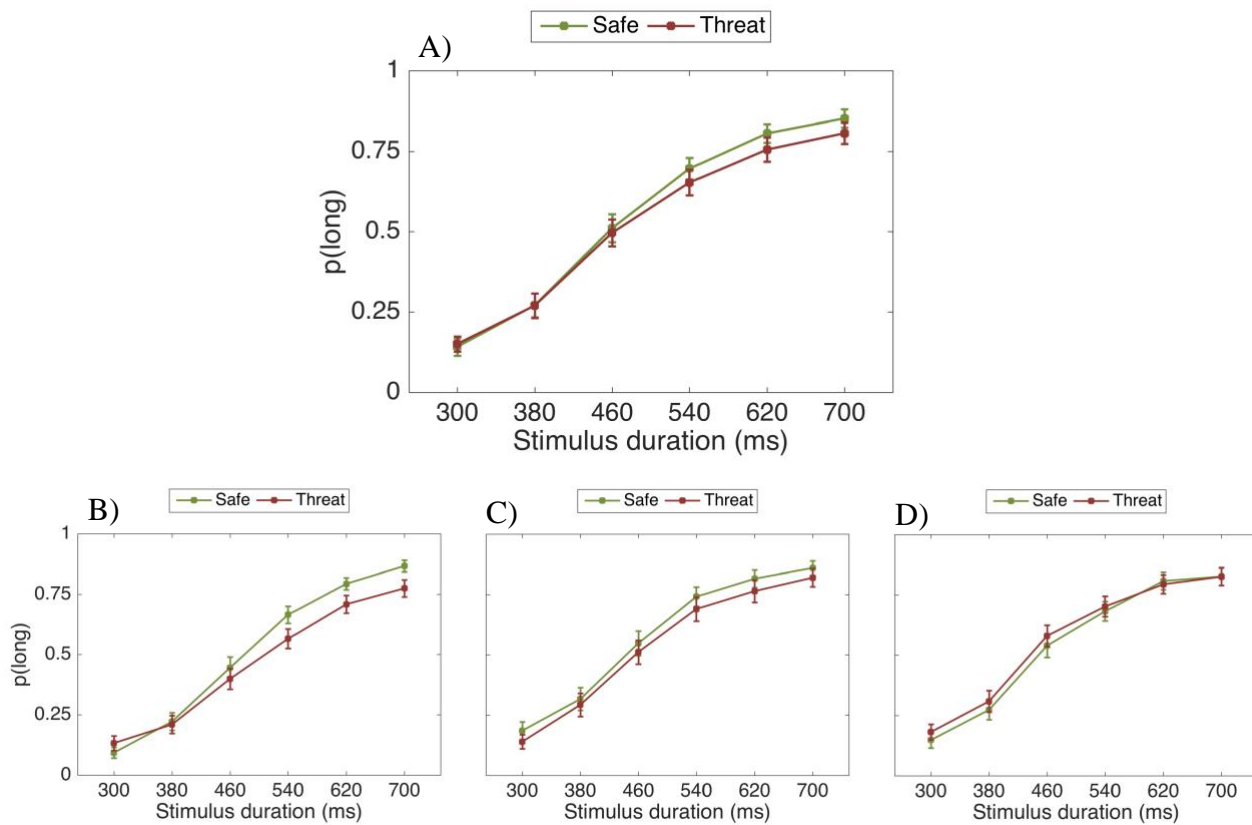 Safe Threat
A)
1
0.75
0.5
0.25
0
p(long)
300 380 460 540 620 700
Stimulus duration (ms)
B)
Safe Threat
1
0.75
0.5
0.25
0
p(long)
300 380 460 540 620 700
Stimulus duration (ms)
C)
Safe Threat
300 380 460 540 620 700
Stimulus duration (ms)
D)
Safe Threat
300 380 460 540 620 700
Stimulus duration (ms)